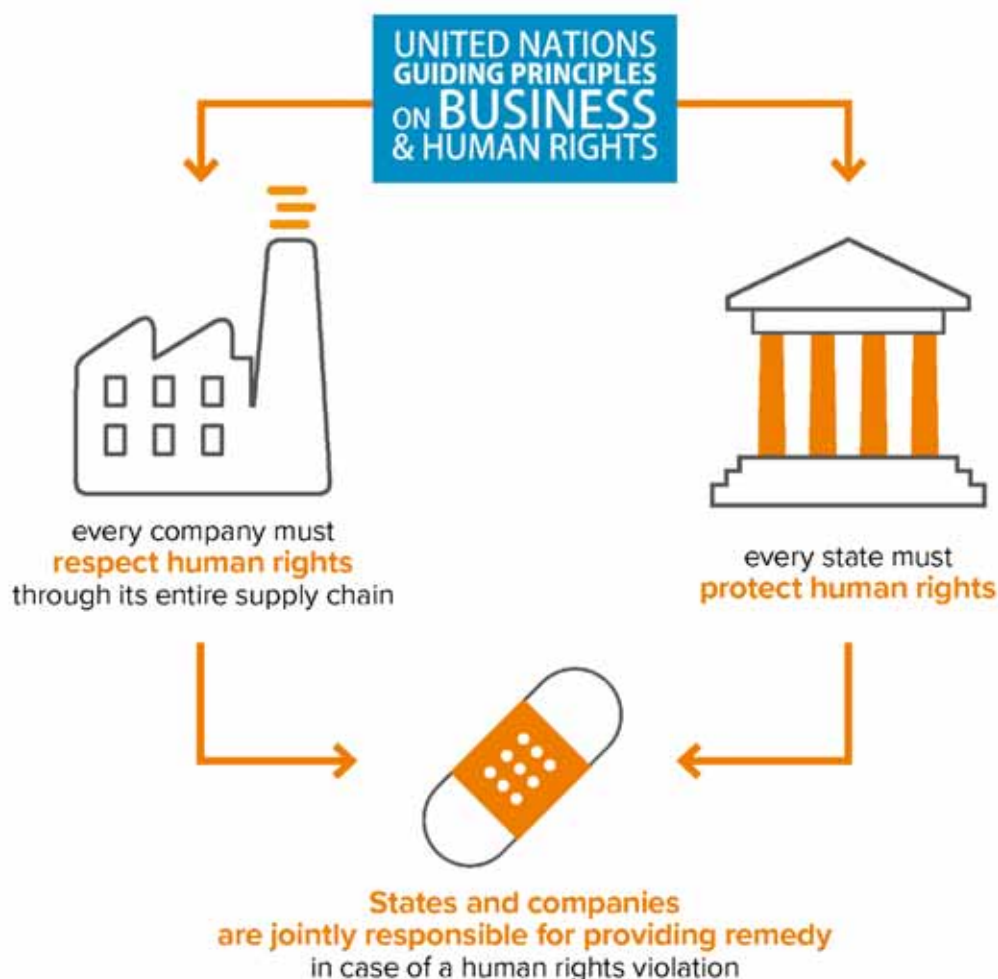 UNITED NATIONS
GUIDING PRINCIPLES
ON BUSINESS
& HUMAN RIGHTS
every company must
respect human rights
through its entire supply chain
every state must
protect human rights
States and companies
are jointly responsible for providing remedy
in case of a human rights violation